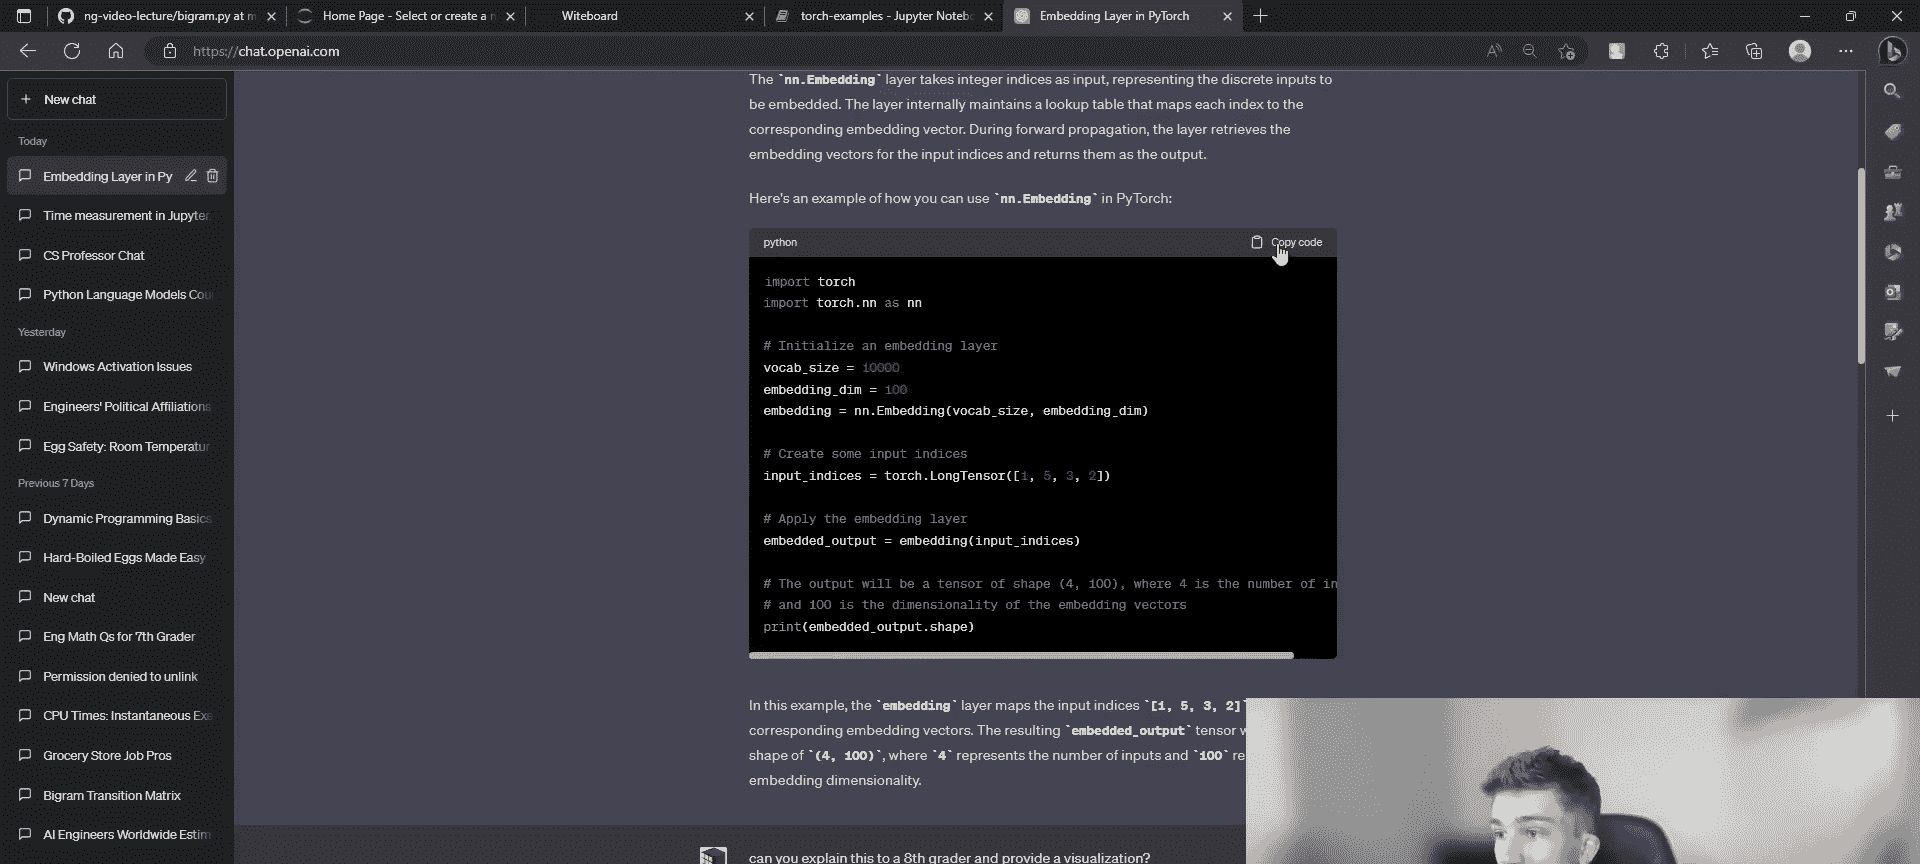 ng-video-lecture/bigram.py at m
Home Page - Select or create a n
Witeboard
torch-examples - Jupyter Notebo
Embedding Layer in PyTorch
https://chat.openai.com
New chat
Today
Embedding Layer in Py
Time measurement in Jupyter
CS Professor Chat
Python Language Models Cou
Yesterday
Windows Activation Issues
Engineers' Political Affiliations
Egg Safety: Room Temperatur
Previous 7 Days
Dynamic Programming Basics
Hard-Boiled Eggs Made Easy
New chat
Eng Math Qs for 7th Grader
Permission denied to unlink
CPU Times: Instantaneous Exe
Grocery Store Job Pros
Bigram Transition Matrix
AI Engineers Worldwide Estim
The `nn.Embedding` layer takes integer indices as input, representing the discrete inputs to
be embedded. The layer internally maintains a lookup table that maps each index to the
corresponding embedding vector. During forward propagation, the layer retrieves the
embedding vectors for the input indices and returns them as the output.
Here's an example of how you can use `nn.Embedding` in PyTorch:
python
Copy code
import torch
import torch.nn as nn
# Initialize an embedding layer
vocab_size = 10000
embedding_dim = 100
embedding = nn.Embedding(vocab_size, embedding_dim)
# Create some input indices
input_indices = torch.LongTensor([1, 5, 3, 2])
# Apply the embedding layer
embedded_output = embedding(input_indices)
# The output will be a tensor of shape (4, 100), where 4 is the number of in
# and 100 is the dimensionality of the embedding vectors
print(embedded_output.shape)
In this example, the `embedding` layer maps the input indices `[1, 5, 3, 2]`
corresponding embedding vectors. The resulting `embedded_output` tensor w
shape of `(4, 100)`, where `4` represents the number of inputs and `100` re
embedding dimensionality.
can you explain this to a 8th grader and provide a visualization?